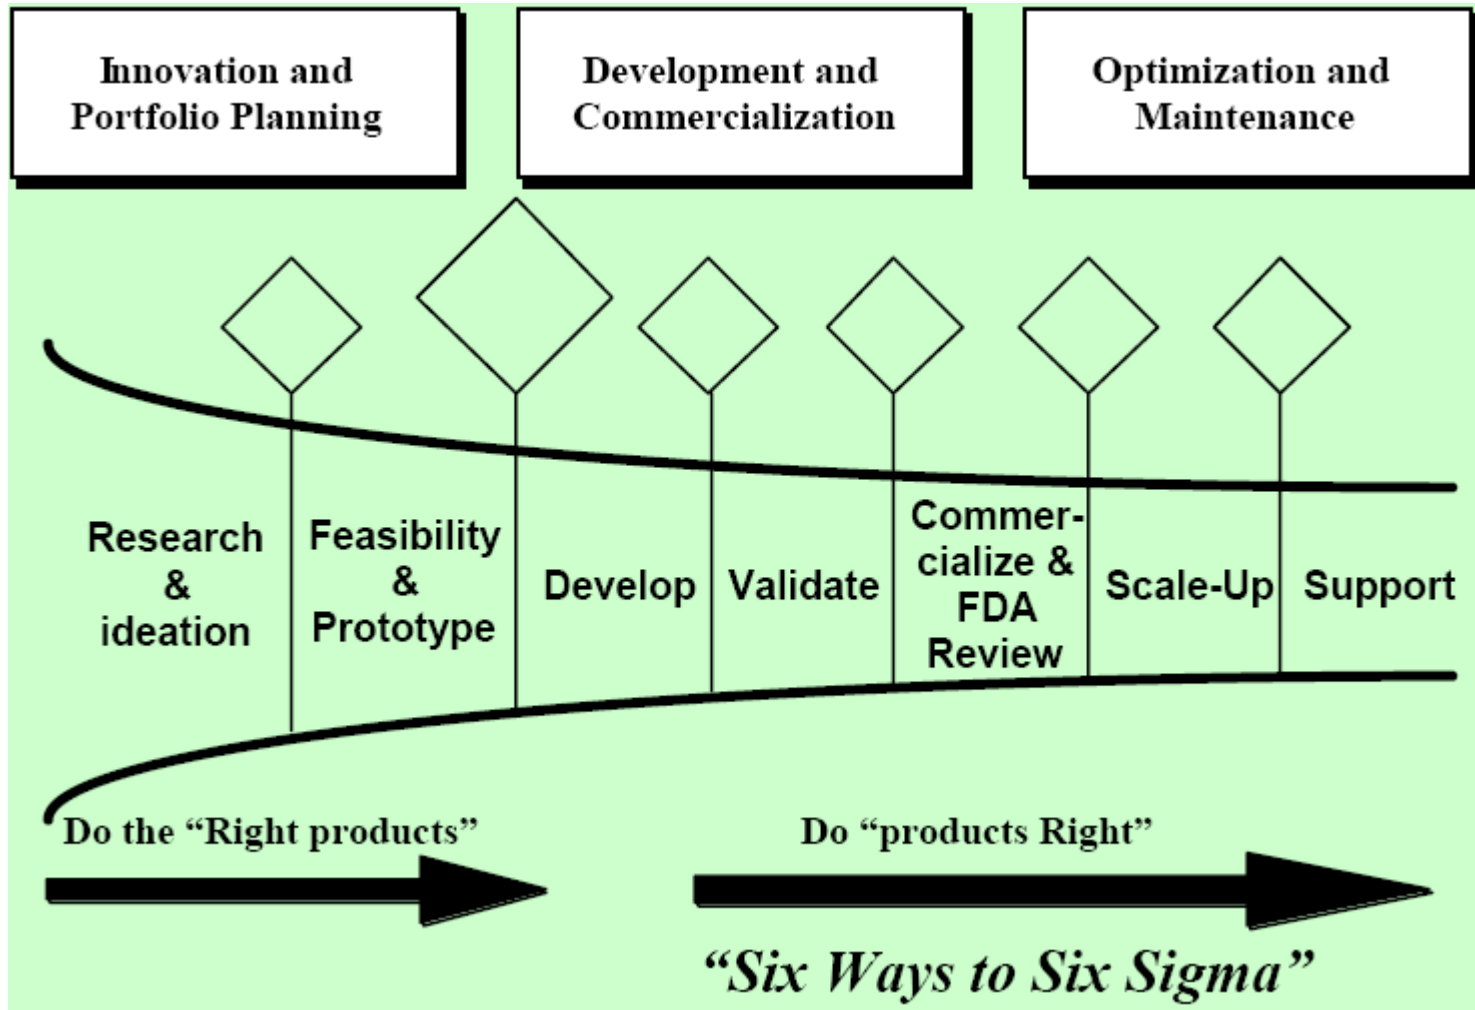 Innovation and
Portfolio Planning
Development and
Commercialization
Optimization and
Maintenance
Research
&
ideation
Feasibility
&
Prototype
Develop
Validate
Commer-
cialize &
FDA
Review
Scale-Up
Support
Do the “Right products”
Do “products Right”
“Six Ways to Six Sigma”